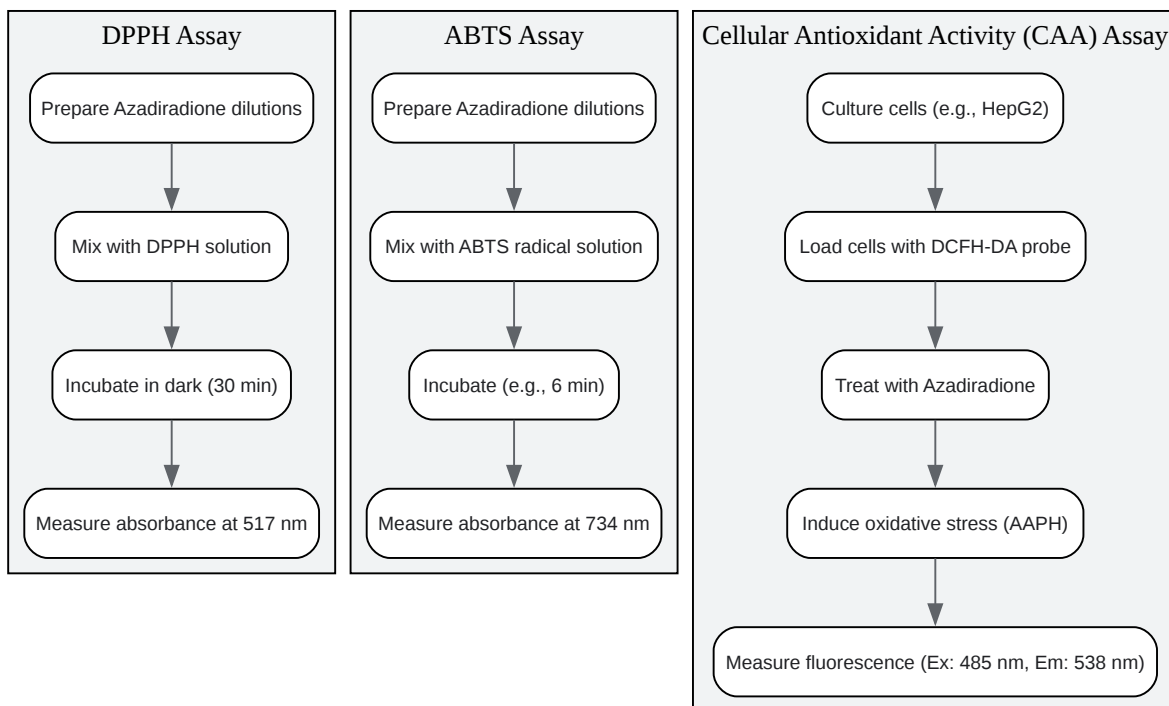 DPPH Assay
Prepare Azadiradione dilutions
Mix with DPPH solution
Incubate in dark (30 min)
Measure absorbance at 517 nm
ABTS Assay
Prepare Azadiradione dilutions
Mix with ABTS radical solution
Incubate (e.g., 6 min)
Measure absorbance at 734 nm
Cellular Antioxidant Activity (CAA) Assay
Culture cells (e.g., HepG2)
Load cells with DCFH-DA probe
Treat with Azadiradione
Induce oxidative stress (AAPH)
Measure fluorescence (Ex: 485 nm, Em: 538 nm)